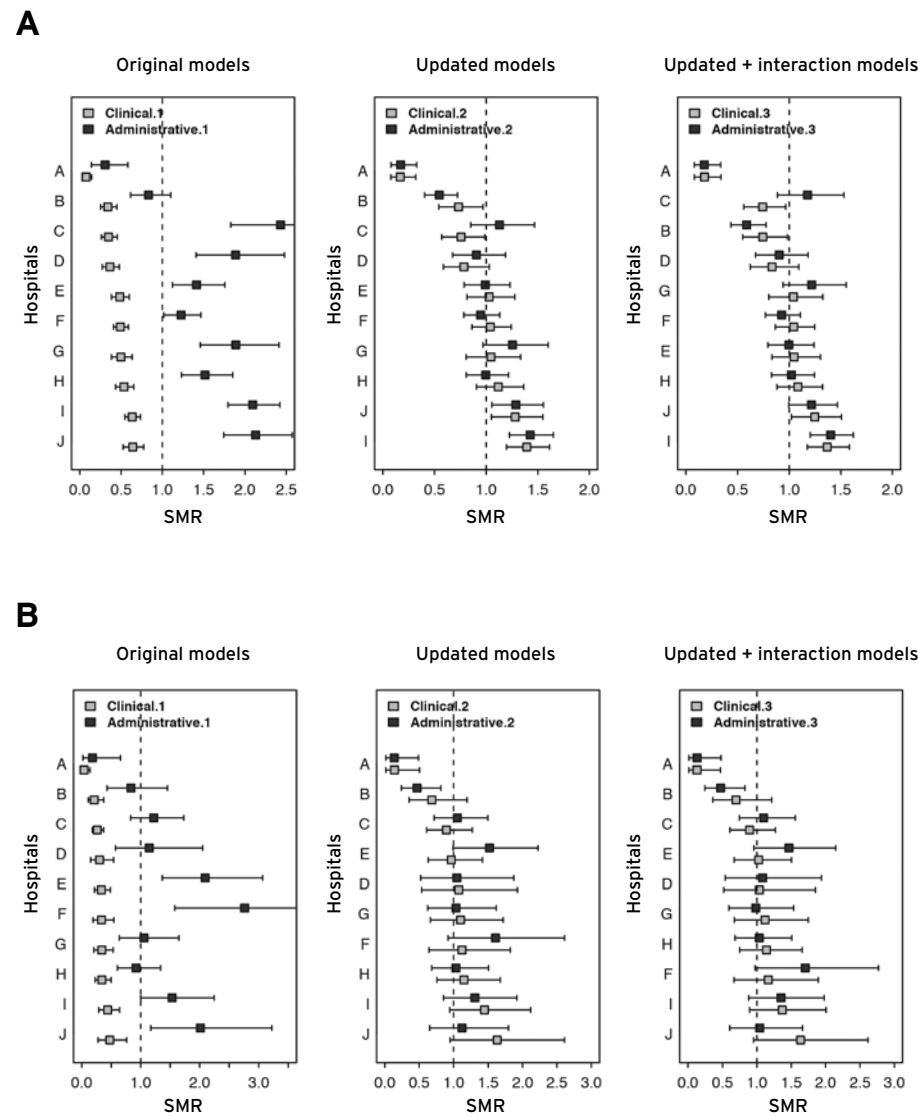 A
Original models
Clinical.1
Administrative.1
Hospitals
A
B
C
D
E
F
G
H
I
J
0.0 0.5 1.0 1.5 2.0 2.5
SMR
Updated models
Clinical.2
Administrative.2
Hospitals
A
B
C
D
E
F
G
H
J
I
0.0 0.5 1.0 1.5 2.0
SMR
Updated + interaction models
Clinical.3
Administrative.3
Hospitals
A
C
B
D
G
F
E
H
J
I
0.0 0.5 1.0 1.5 2.0
SMR
B
Original models
Clinical.1
Administrative.1
Hospitals
A
B
C
D
E
F
G
H
I
J
0.0 1.0 2.0 3.0
SMR
Updated models
Clinical.2
Administrative.2
Hospitals
A
B
C
E
D
G
F
H
I
J
0.0 0.5 1.0 1.5 2.0 2.5 3.0
SMR
Updated + interaction models
Clinical.3
Administrative.3
Hospitals
A
B
C
E
D
G
H
F
I
J
0.0 0.5 1.0 1.5 2.0 2.5 3.0
SMR